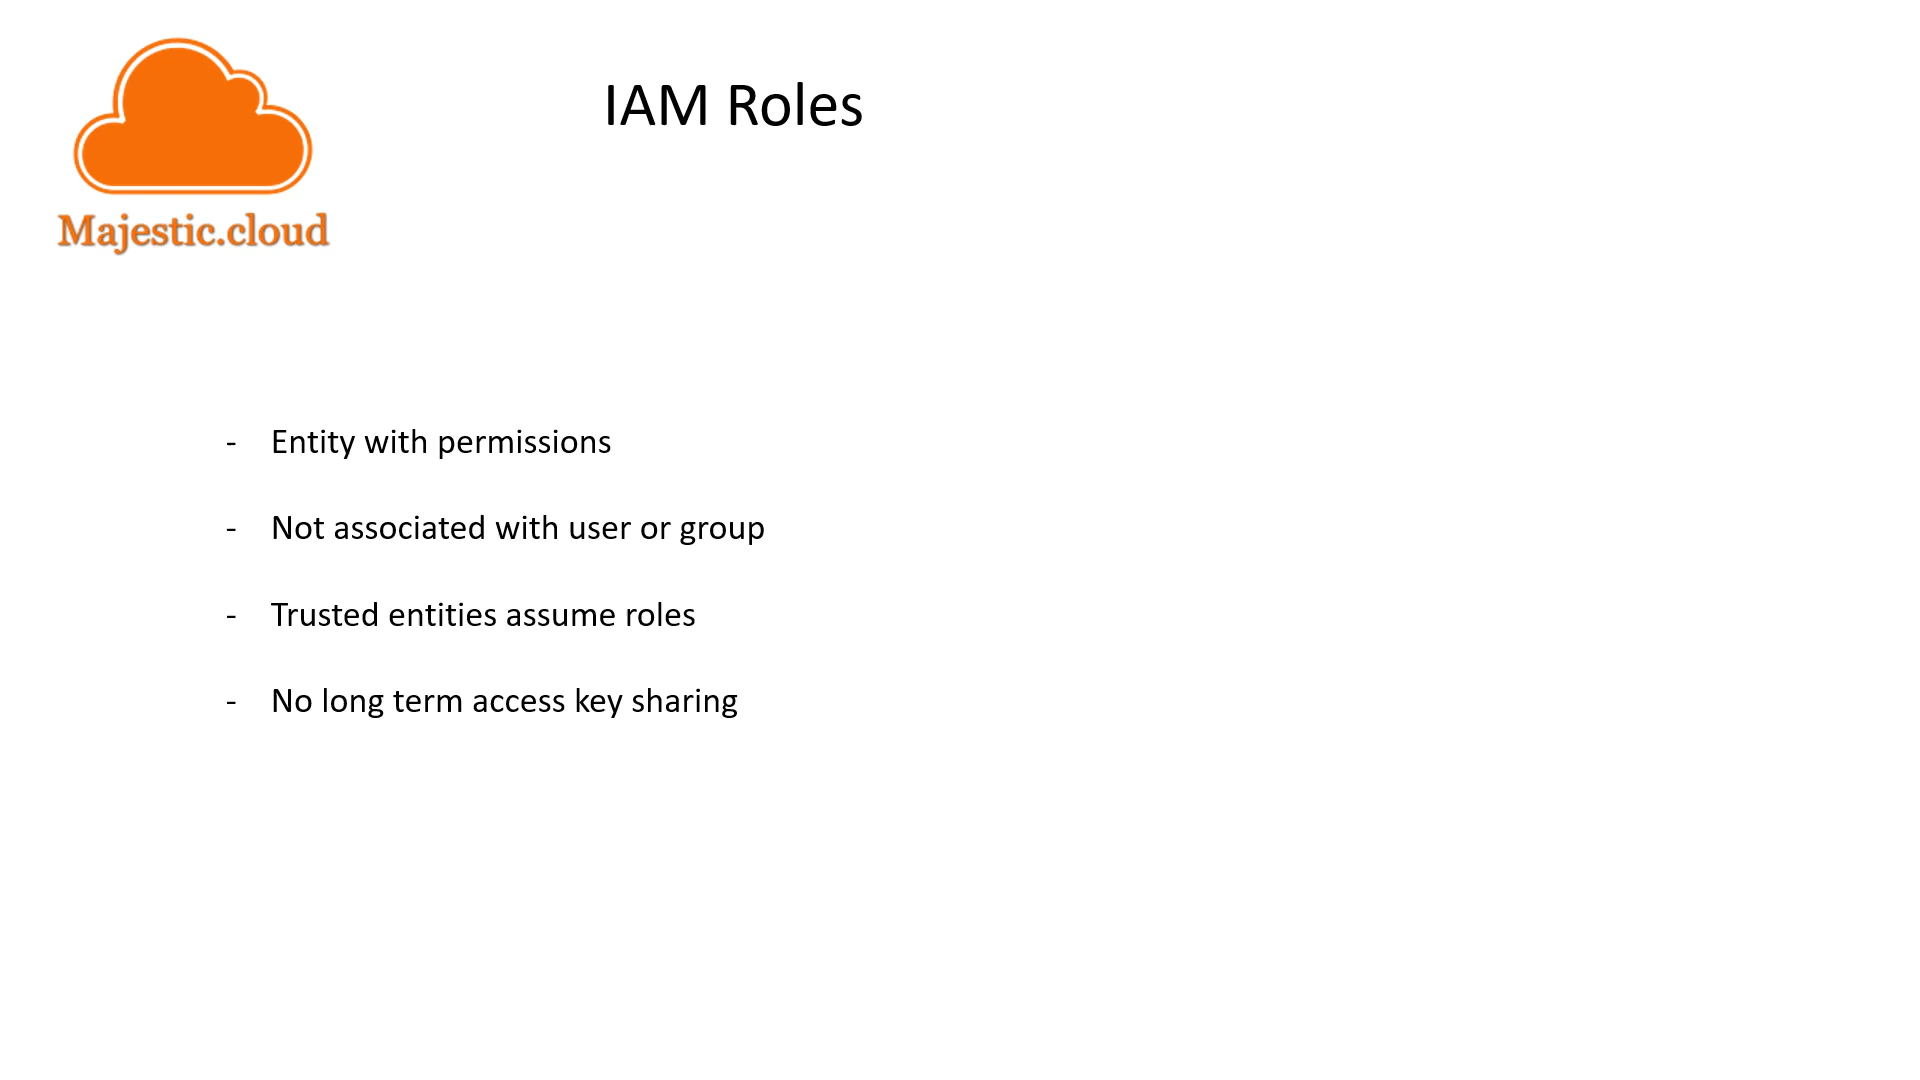 Majestic.cloud
IAM Roles
- Entity with permissions
- Not associated with user or group
- Trusted entities assume roles
- No long term access key sharing